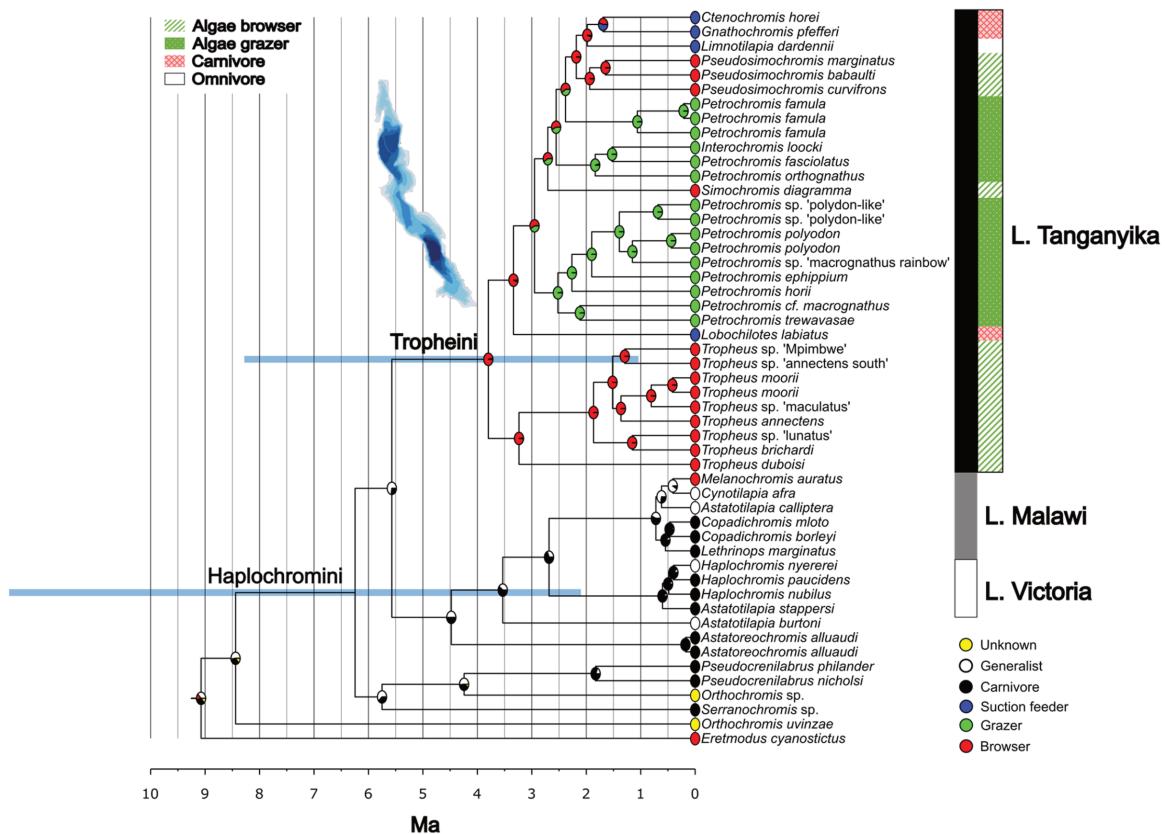 Algae browser
Algae grazer
Carnivore
Omnivore
Ctenochromis horei
Gnathochromis pfefferi
Limnotilapia dardennii
Pseudosimochromis marginatus
Pseudosimochromis babaulti
Pseudosimochromis curvifrons
Petrochromis famula
Petrochromis famula
Petrochromis famula
Interochromis loocki
Petrochromis fasciolatus
Petrochromis orthognathus
Simochromis diagramma
Petrochromis sp. 'polydon-like'
Petrochromis sp. 'polydon-like'
Petrochromis polyodon
Petrochromis polyodon
Petrochromis sp. 'macrognathus rainbow'
Petrochromis ephippium
Petrochromis horii
Petrochromis cf. macrognathus
Petrochromis trewavasae
Lobochilotes labiatus
Tropheus sp. 'Mpimbwe'
Tropheus sp. 'annectens south'
Tropheus moorii
Tropheus moorii
Tropheus sp. 'maculatus'
Tropheus annectens
Tropheus sp. 'lunatus'
Tropheus brichardi
Tropheus duboisi
Melanochromis auratus
Cynotilapia afra
Astatotilapia calliptera
Copadichromis mloto
Copadichromis borleyi
Lethrinops marginatus
Haplochromis nyererei
Haplochromis paucidens
Haplochromis nubilus
Astatotilapia stappersi
Astatotilapia burtoni
Astatoreochromis alluaudi
Astatoreochromis alluaudi
Pseudocrenilabrus philander
Pseudocrenilabrus nicholsi
Orthochromis sp.
Serranochromis sp.
Orthochromis uvinzae
Eretmodus cyanostictus
Tropheini
Haplochromini
L. Tanganyika
L. Malawi
L. Victoria
Unknown
Generalist
Carnivore
Suction feeder
Grazer
Browser
10 9 8 7 6 5 4 3 2 1 0
Ma